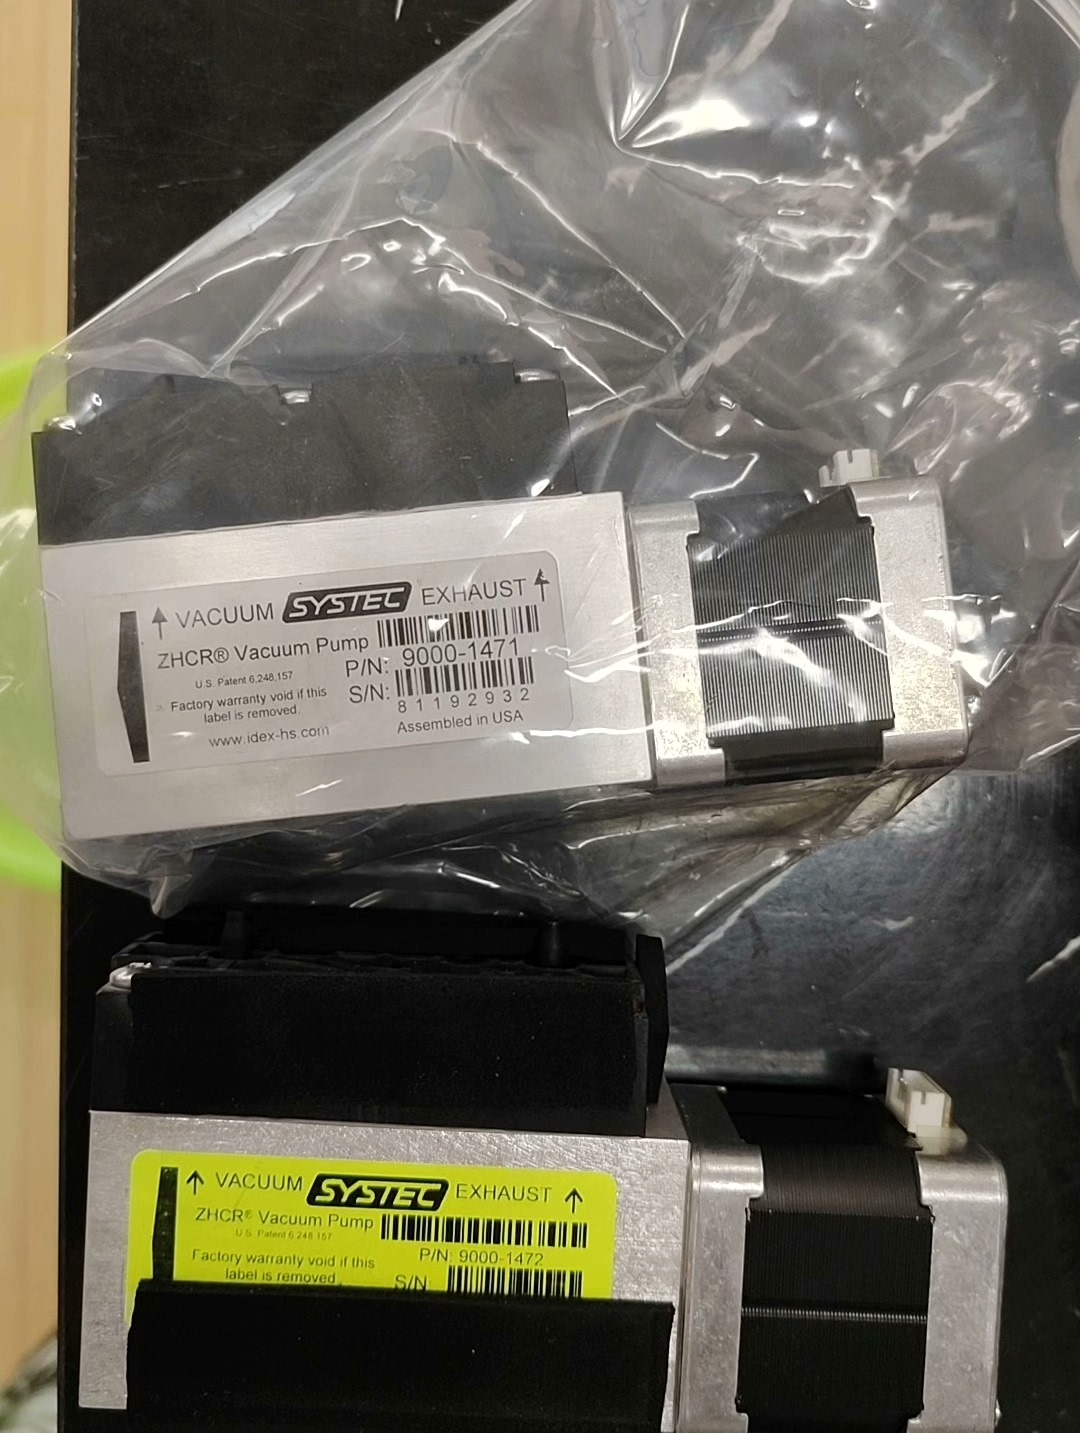 ↑ VACUUM SYSTEC EXHAUST ↑
ZHCR® Vacuum Pump
P/N: 9000-1471
U.S. Patent 6,248,157
Factory warranty void if this
label is removed.
S/N:
81192932
www.idex-hs.com
Assembled in USA
↑ VACUUM SYSTEC EXHAUST ↑
ZHCR® Vacuum Pump
U.S. Patent 6,248,157
P/N: 9000-1472
Factory warranty void if this
label is removed
S/N: